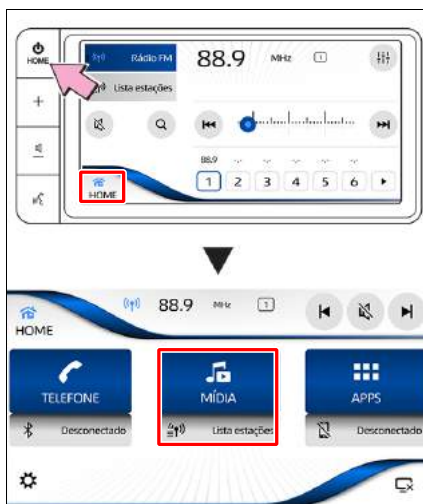 HOME
Rádio FM
88.9 MHz 1
Lista estações
88.9 -.- -.- -.- -.- -.-
1 2 3 4 5 6
HOME
88.9 MHz 1
HOME
TELEFONE MÍDIA APPS
Desconectado Lista estações Desconectado